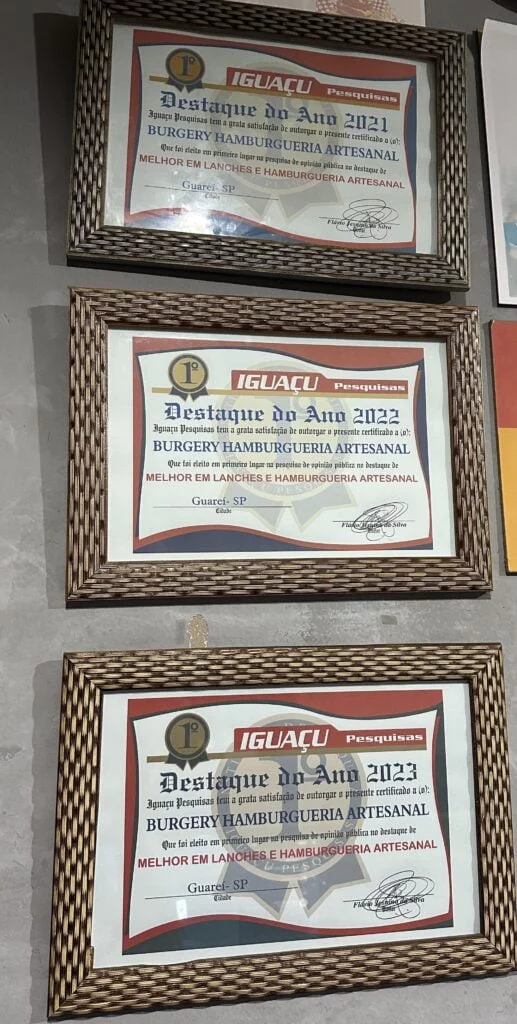 1º
IGUAÇU Pesquisas
Destaque do Ano 2021
Iguaçu Pesquisas tem a grata satisfação de outorgar o presente certificado a (o):
BURGERY HAMBURGUERIA ARTESANAL
Que foi eleito em primeiro lugar na pesquisa de opinião pública no destaque de
MELHOR EM LANCHES E HAMBURGUERIA ARTESANAL
Guareí- SP
Cidade
1º
IGUAÇU Pesquisas
Destaque do Ano 2022
Iguaçu Pesquisas tem a grata satisfação de outorgar o presente certificado a (o):
BURGERY HAMBURGUERIA ARTESANAL
Que foi eleito em primeiro lugar na pesquisa de opinião pública no destaque de
MELHOR EM LANCHES E HAMBURGUERIA ARTESANAL
Guareí- SP
Cidade
1º
IGUAÇU Pesquisas
Destaque do Ano 2023
Iguaçu Pesquisas tem a grata satisfação de outorgar o presente certificado a (o):
BURGERY HAMBURGUERIA ARTESANAL
Que foi eleito em primeiro lugar na pesquisa de opinião pública no destaque de
MELHOR EM LANCHES E HAMBURGUERIA ARTESANAL
Guareí- SP
Cidade